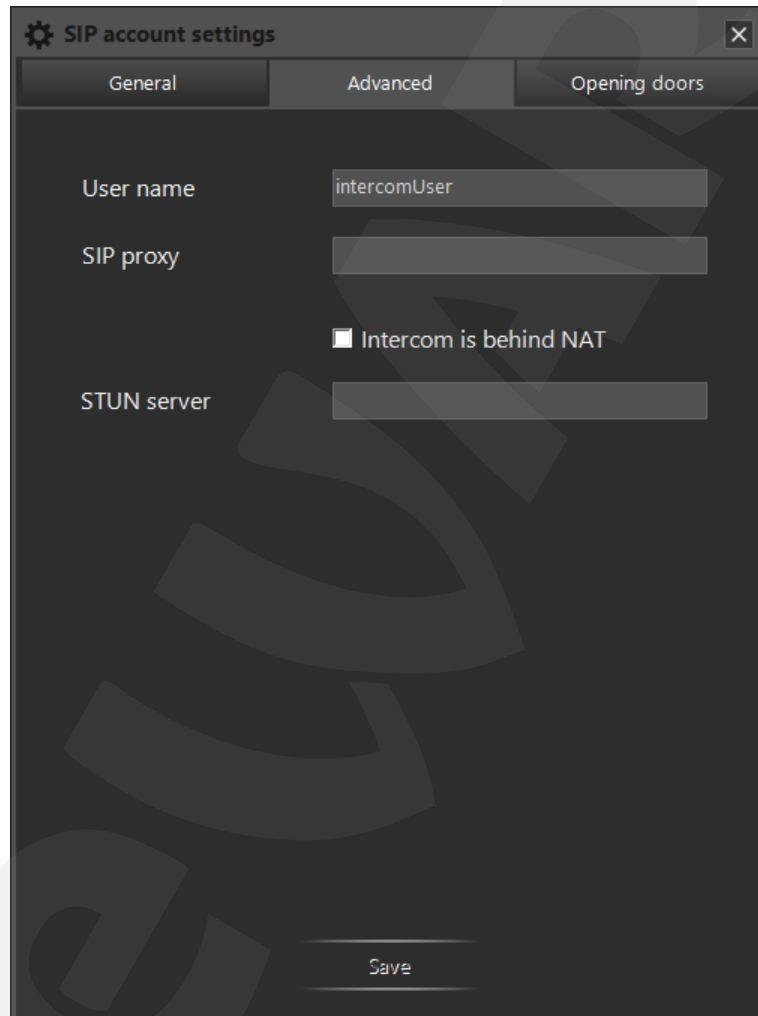 SIP account settings
General Advanced Opening doors
User name intercomUser
SIP proxy
Intercom is behind NAT
STUN server
Save